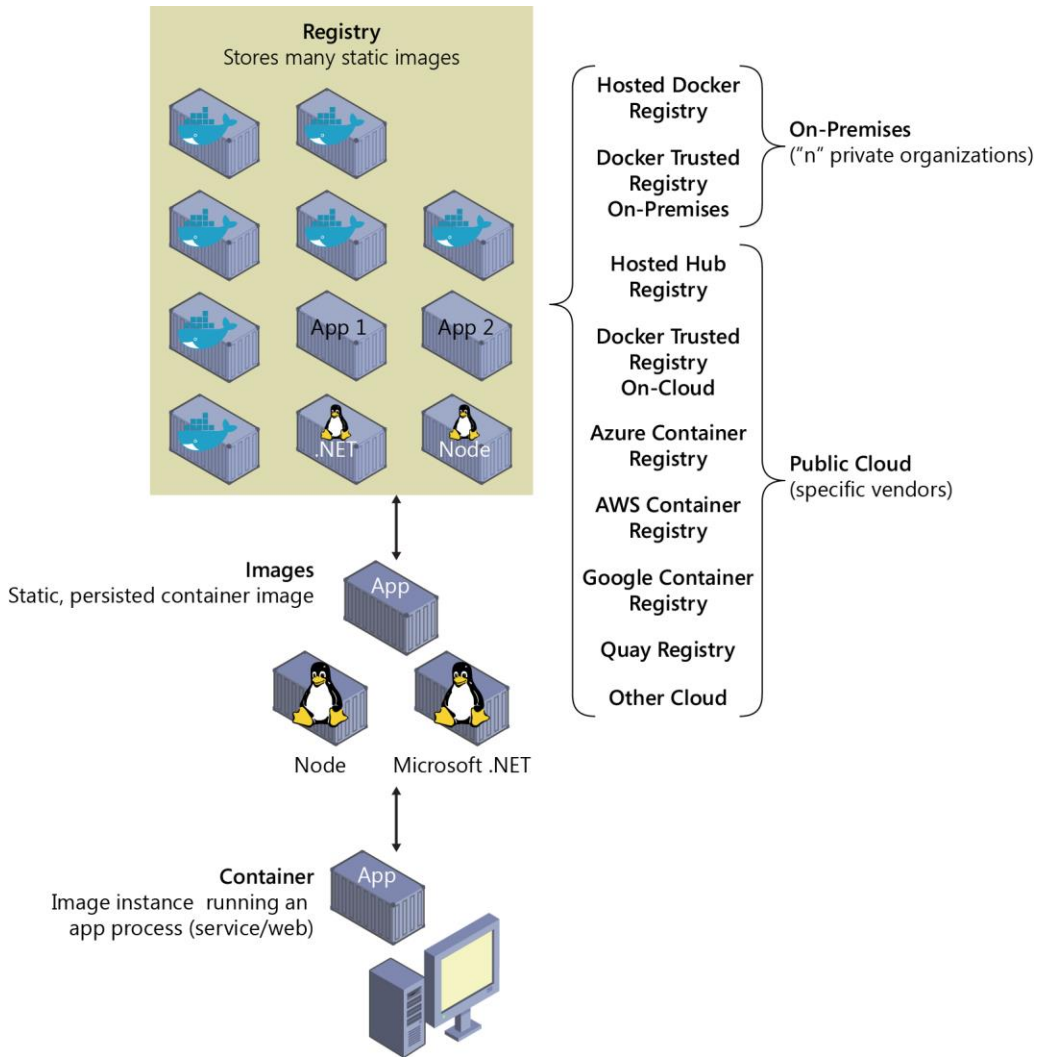 Registry
Stores many static images
App 1
App 2
.NET
Node
Images
Static, persisted container image
App
Node
Microsoft .NET
Container
Image instance running an
app process (service/web)
App
Hosted Docker
Registry
Docker Trusted
Registry
On-Premises
On-Premises
("n" private organizations)
Hosted Hub
Registry
Docker Trusted
Registry
On-Cloud
Azure Container
Registry
AWS Container
Registry
Google Container
Registry
Quay Registry
Other Cloud
Public Cloud
(specific vendors)